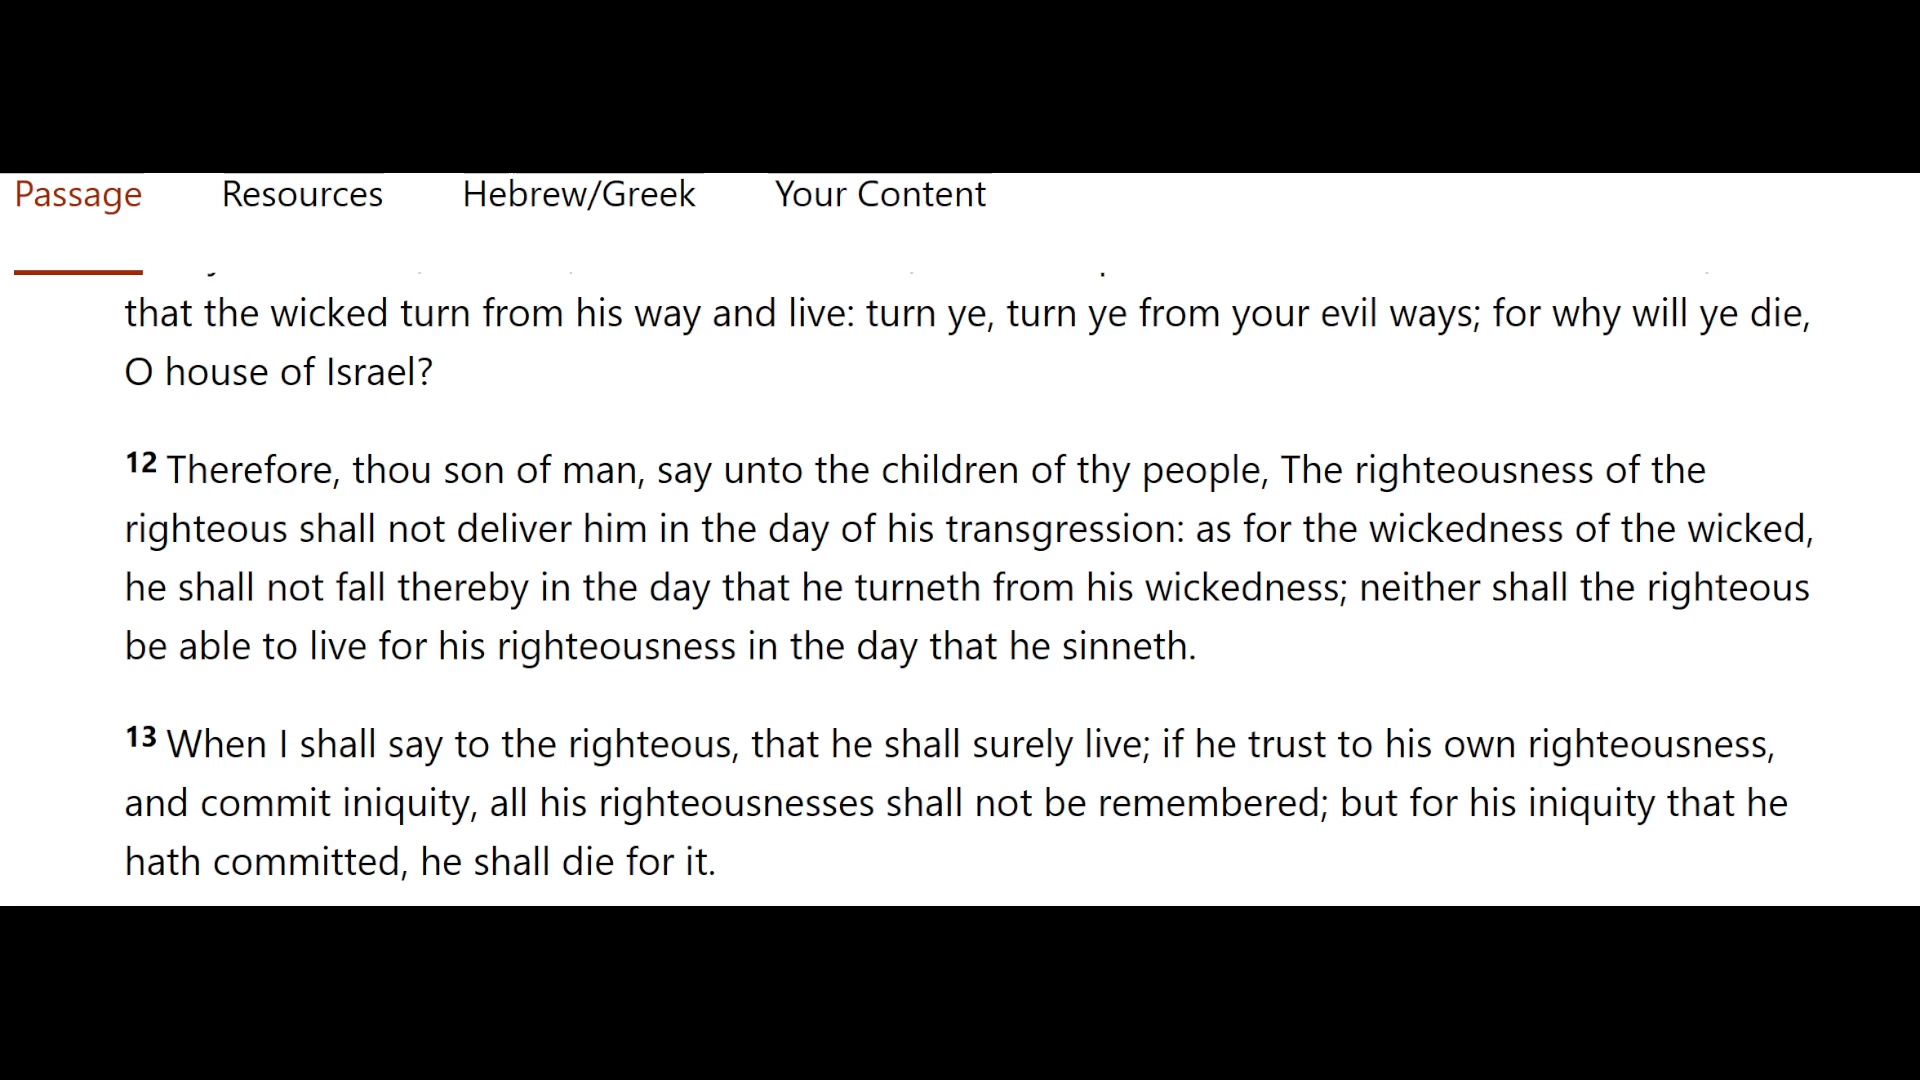 Passage Resources Hebrew/Greek Your Content
that the wicked turn from his way and live: turn ye, turn ye from your evil ways; for why will ye die,
O house of Israel?
12 Therefore, thou son of man, say unto the children of thy people, The righteousness of the
righteous shall not deliver him in the day of his transgression: as for the wickedness of the wicked,
he shall not fall thereby in the day that he turneth from his wickedness; neither shall the righteous
be able to live for his righteousness in the day that he sinneth.
13 When I shall say to the righteous, that he shall surely live; if he trust to his own righteousness,
and commit iniquity, all his righteousnesses shall not be remembered; but for his iniquity that he
hath committed, he shall die for it.